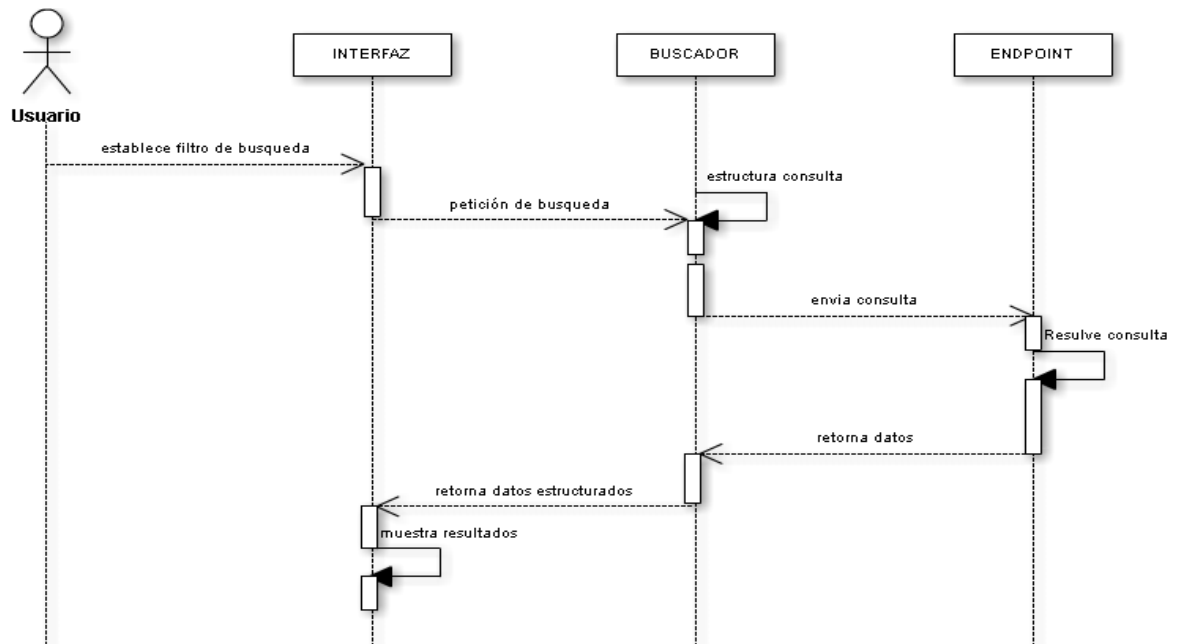 INTERFAZ
BUSCADOR
ENDPOINT
Usuario
establece filtro de busqueda
estructura consulta
petición de busqueda
envia consulta
Resulve consulta
retorna datos
retorna datos estructurados
muestra resultados